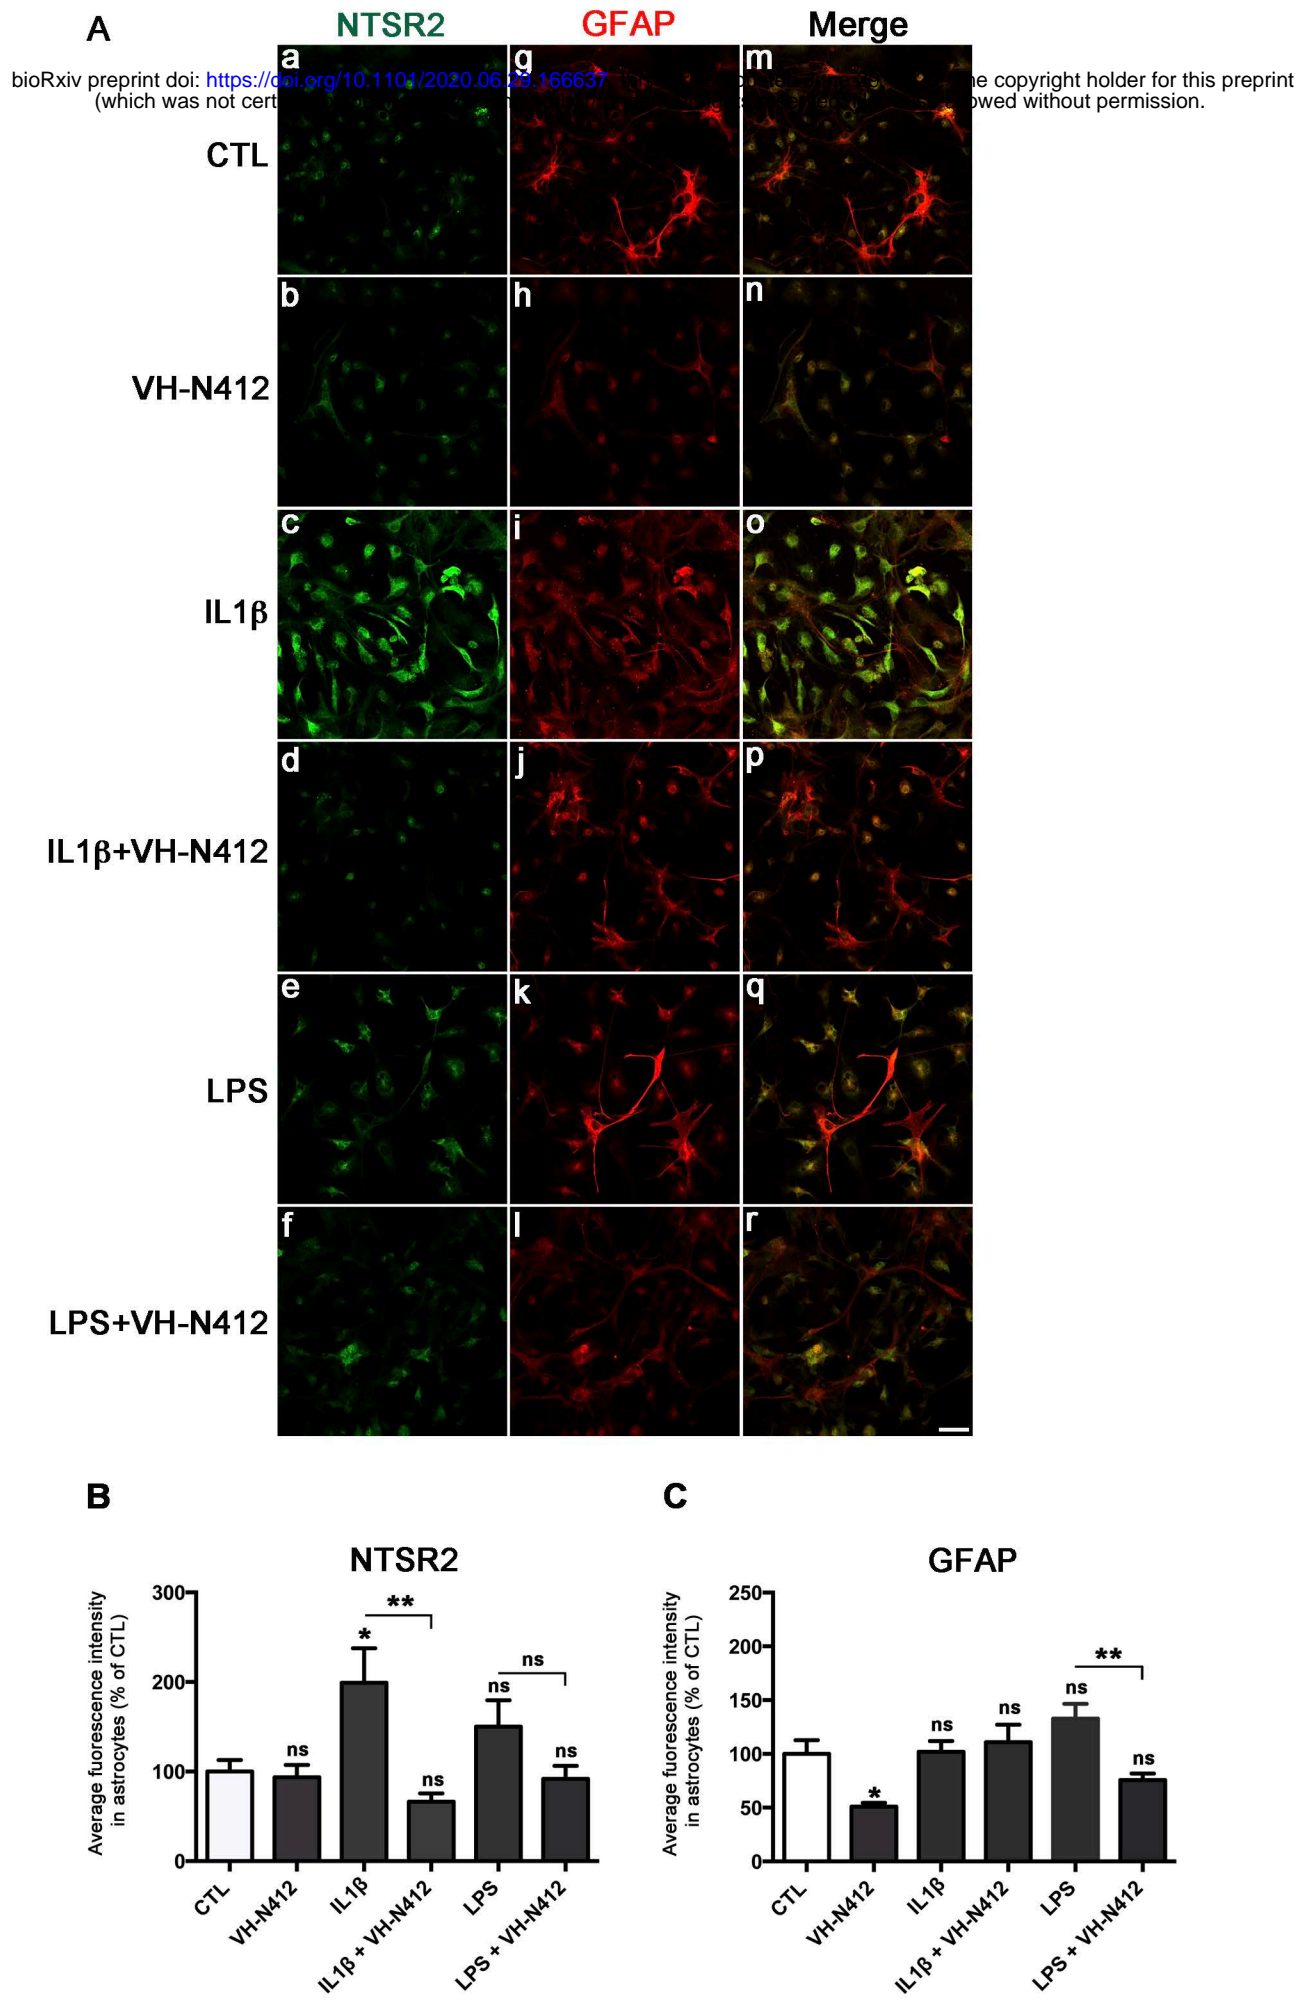 A
NTSR2 GFAP Merge
a g m
bioRxiv preprint doi: https://doi.org/10.1101/2020.06.29.166637 he copyright holder for this preprint
(which was not cert owed without permission.
CTL
b h n
VH-N412
c i o
IL1β
d j p
IL1β+VH-N412
e k q
LPS
f l r
LPS+VH-N412
B
NTSR2
Average fuorescence intensity
in astrocytes (% of CTL)
300
200
100
0
ns
*
**
ns
ns
ns
ns
CTL
VH-N412
IL1β
IL1β + VH-N412
LPS
LPS + VH-N412
C
GFAP
Average fuorescence intensity
in astrocytes (% of CTL)
250
200
150
100
50
0
*
ns
ns
ns
**
ns
CTL
VH-N412
IL1β
IL1β + VH-N412
LPS
LPS + VH-N412